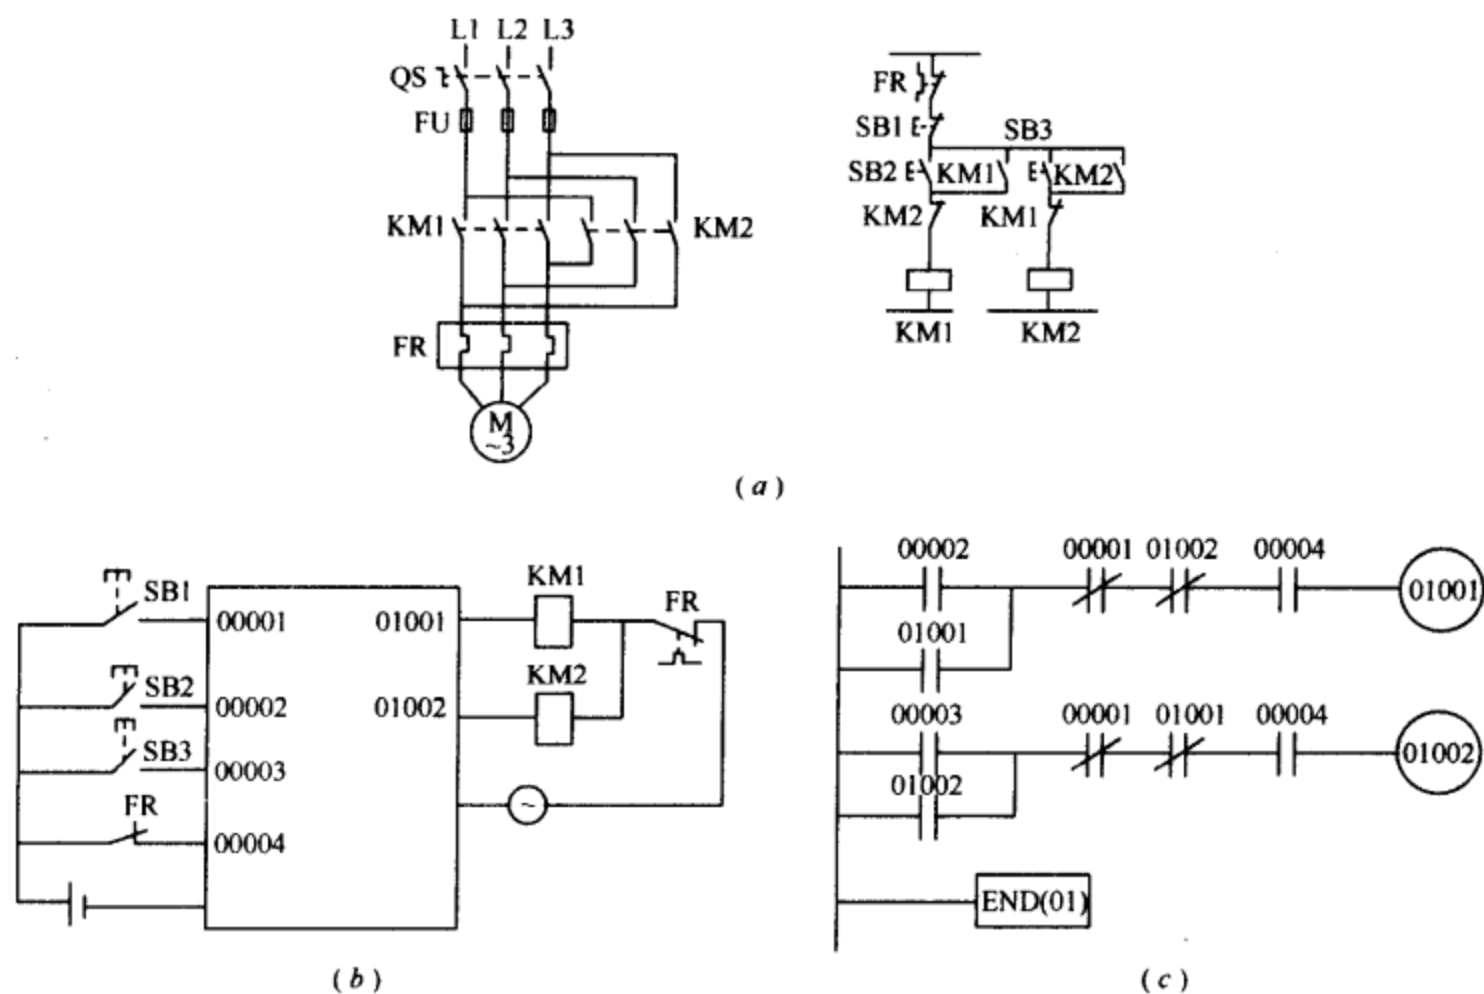 L1 L2 L3
QS
FU
KM1
KM2
FR
M
~3
FR
SB1
SB3
SB2
KM1
KM2
KM2
KM1
KM1
KM2
(a)
SB1
00001
SB2
00002
SB3
00003
FR
00004
01001
01002
KM1
KM2
FR
~
(b)
00002 00001 01002 00004
01001
01001
00003 00001 01001 00004
01002
01002
END(01)
(c)